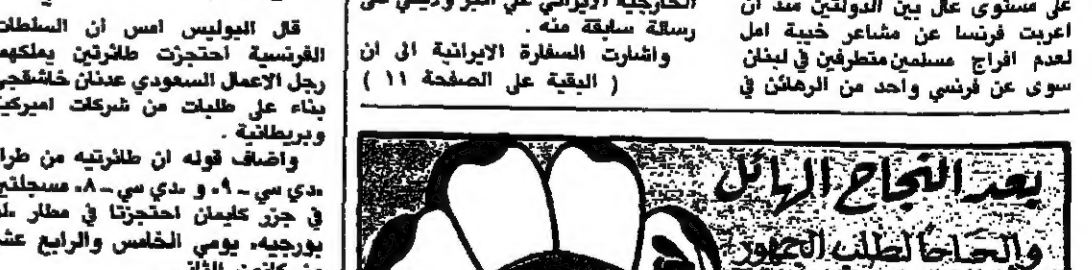 على مستوى عال بين الدولتين منذ ان
اعربت فرنسا عن مشاعر خيبة امل
لعدم افراج مسلمين متطرفين في لبنان
سوى عن فرنسي واحد من الرهائن في
الخارجية الايراني علي اكبر ولايتي على
رسالة سابقة منه .
واشارت السفارة الايرانية الى ان
( البقية على الصفحة ١١ )
قال البوليس امس ان السلطات
الفرنسية احتجزت طائرتين يملكهما
رجل الاعمال السعودي عدنان خاشقجي
بناء على طلبات من شركات اميركية
وبريطانية .
واضاف قوله ان طائرتيه من طراز
«دي سي ـ ٩» و «دي سي ـ ٨» مسجلتين
في جزر كايمان احتجزتا في مطار «لو
بورجيه» يومي الخامس والرابع عشر
بعد النجاح الهائل
والحاحا لطلب الجمهور